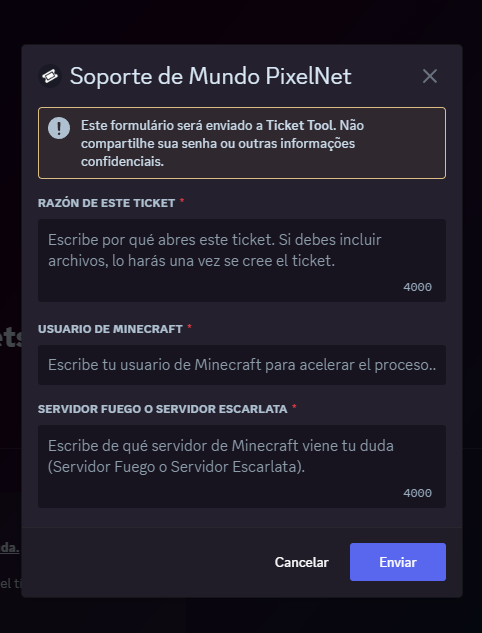 Soporte de Mundo PixelNet
Este formulário será enviado a Ticket Tool. Não
compartilhe sua senha ou outras informações
confidenciais.
RAZÓN DE ESTE TICKET *
Escribe por qué abres este ticket. Si debes incluir
archivos, lo harás una vez se cree el ticket.
4000
USUARIO DE MINECRAFT *
Escribe tu usuario de Minecraft para acelerar el proceso..
SERVIDOR FUEGO O SERVIDOR ESCARLATA *
Escribe de qué servidor de Minecraft viene tu duda
(Servidor Fuego o Servidor Escarlata).
4000
Cancelar
Enviar